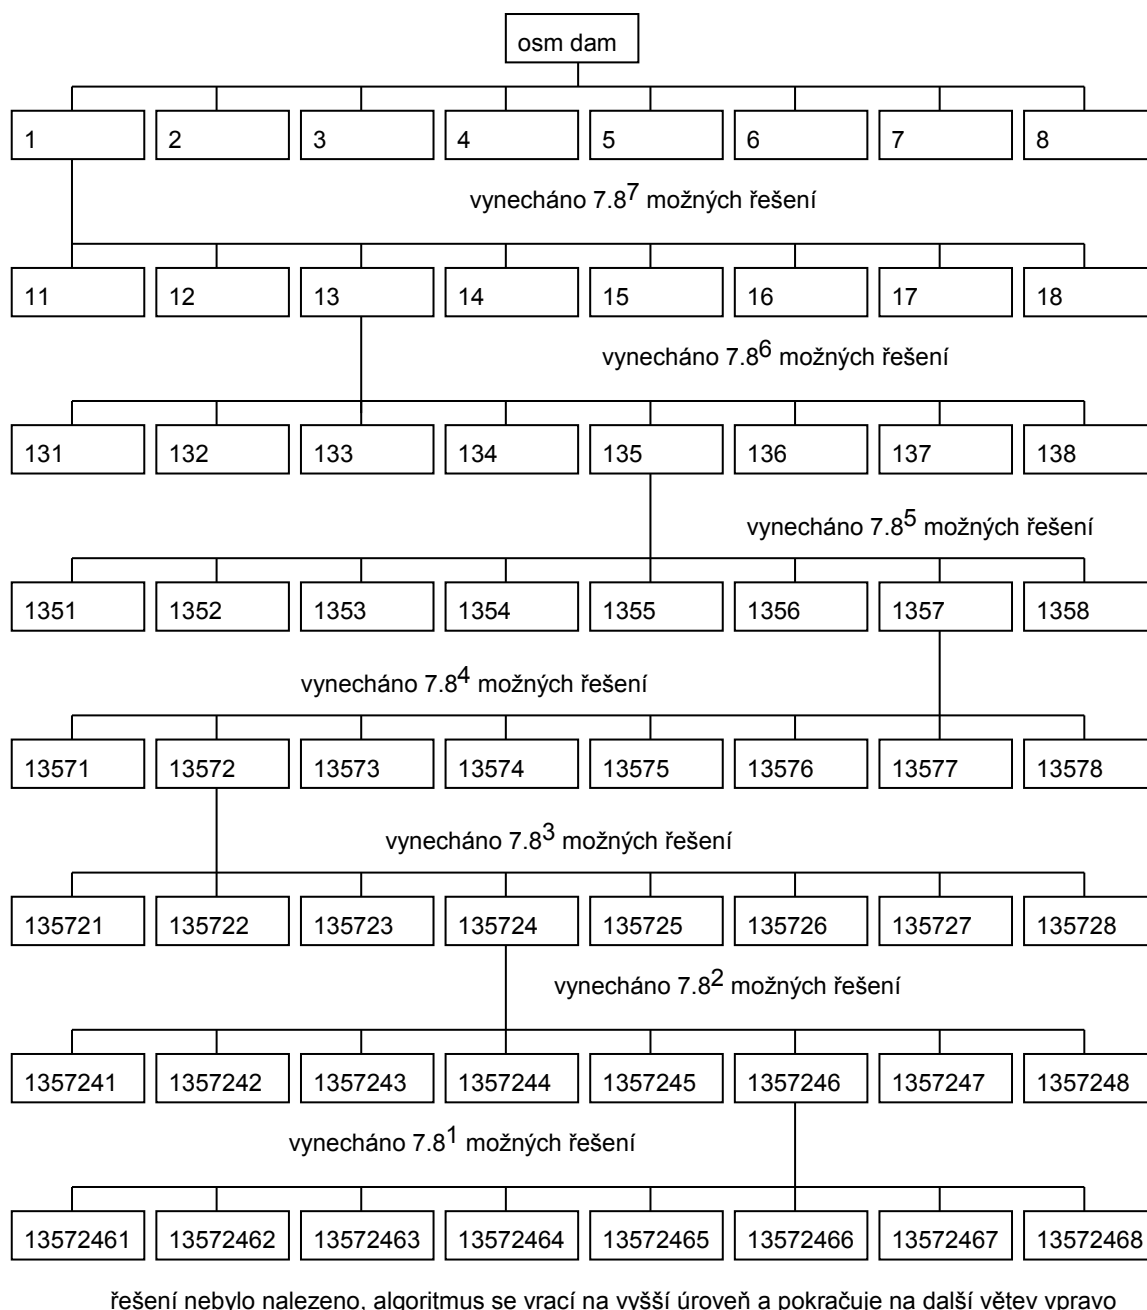 osm dam
1 2 3 4 5 6 7 8
vynecháno 7.8⁷ možných řešení
11 12 13 14 15 16 17 18
vynecháno 7.8⁶ možných řešení
131 132 133 134 135 136 137 138
vynecháno 7.8⁵ možných řešení
1351 1352 1353 1354 1355 1356 1357 1358
vynecháno 7.8⁴ možných řešení
13571 13572 13573 13574 13575 13576 13577 13578
vynecháno 7.8³ možných řešení
135721 135722 135723 135724 135725 135726 135727 135728
vynecháno 7.8² možných řešení
1357241 1357242 1357243 1357244 1357245 1357246 1357247 1357248
vynecháno 7.8¹ možných řešení
13572461 13572462 13572463 13572464 13572465 13572466 13572467 13572468
řešení nebylo nalezeno, algoritmus se vrací na vyšší úroveň a pokračuje na další větev vpravo